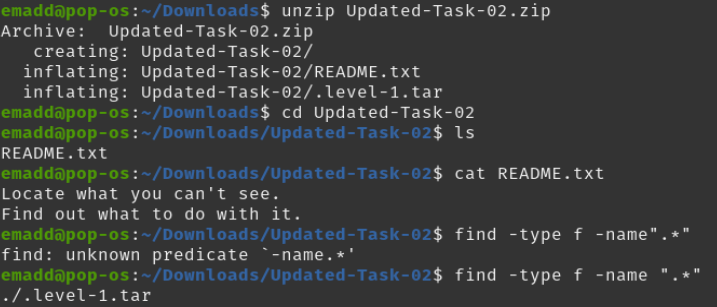 emadd@pop-os:~/Downloads$ unzip Updated-Task-02.zip
Archive:  Updated-Task-02.zip
   creating: Updated-Task-02/
  inflating: Updated-Task-02/README.txt
  inflating: Updated-Task-02/.level-1.tar
emadd@pop-os:~/Downloads$ cd Updated-Task-02
emadd@pop-os:~/Downloads/Updated-Task-02$ ls
README.txt
emadd@pop-os:~/Downloads/Updated-Task-02$ cat README.txt
Locate what you can't see.
Find out what to do with it.
emadd@pop-os:~/Downloads/Updated-Task-02$ find -type f -name".*"
find: unknown predicate `-name.*'
emadd@pop-os:~/Downloads/Updated-Task-02$ find -type f -name ".*"
./.level-1.tar